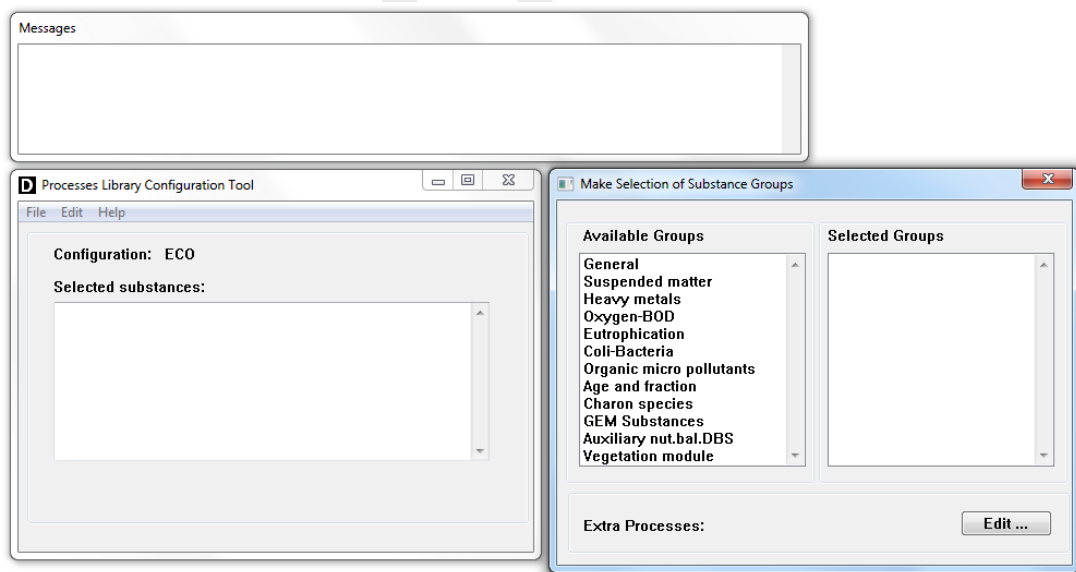 Messages
Processes Library Configuration Tool
File Edit Help
Configuration: ECO
Selected substances:
Make Selection of Substance Groups
Available Groups
General
Suspended matter
Heavy metals
Oxygen-BOD
Eutrophication
Coli-Bacteria
Organic micro pollutants
Age and fraction
Charon species
GEM Substances
Auxiliary nut.bal.DBS
Vegetation module
Selected Groups
Extra Processes:
Edit ...